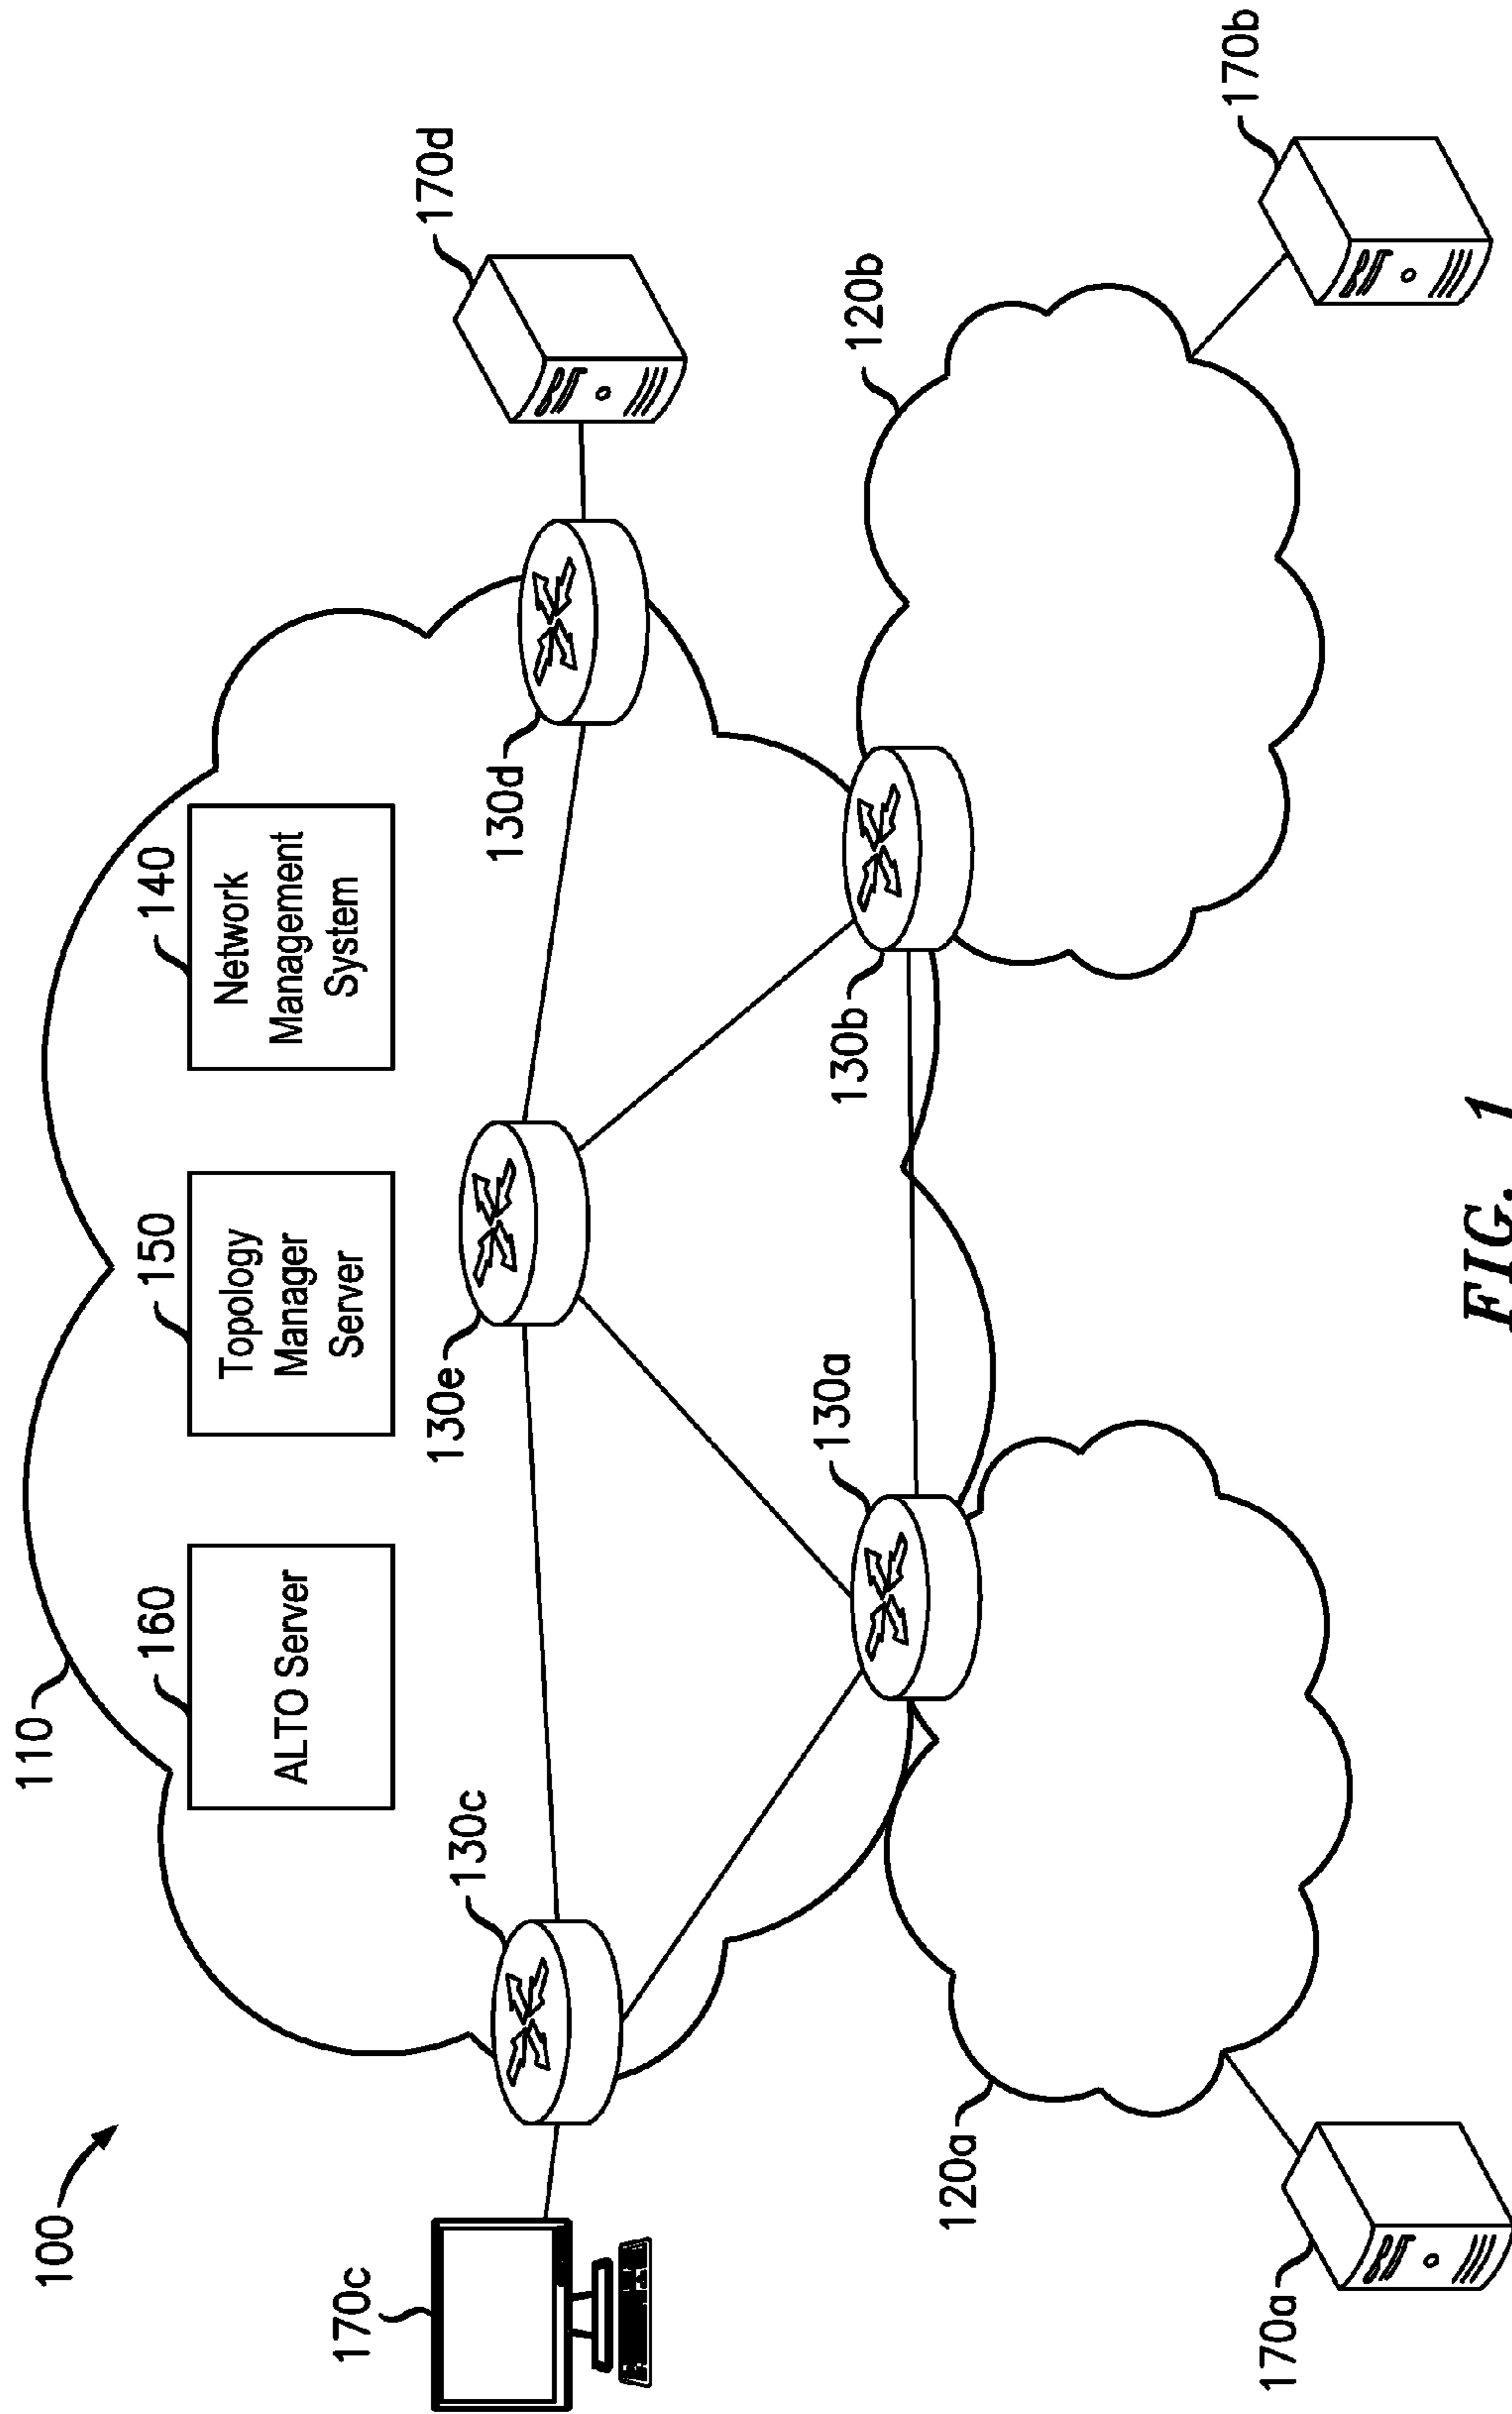 100
110
160
ALTO Server
150
Topology
Manager
Server
140
Network
Management
System
170c
130c
130e
130d
170d
130a
130b
120b
120a
170a
170b
FIG. 1